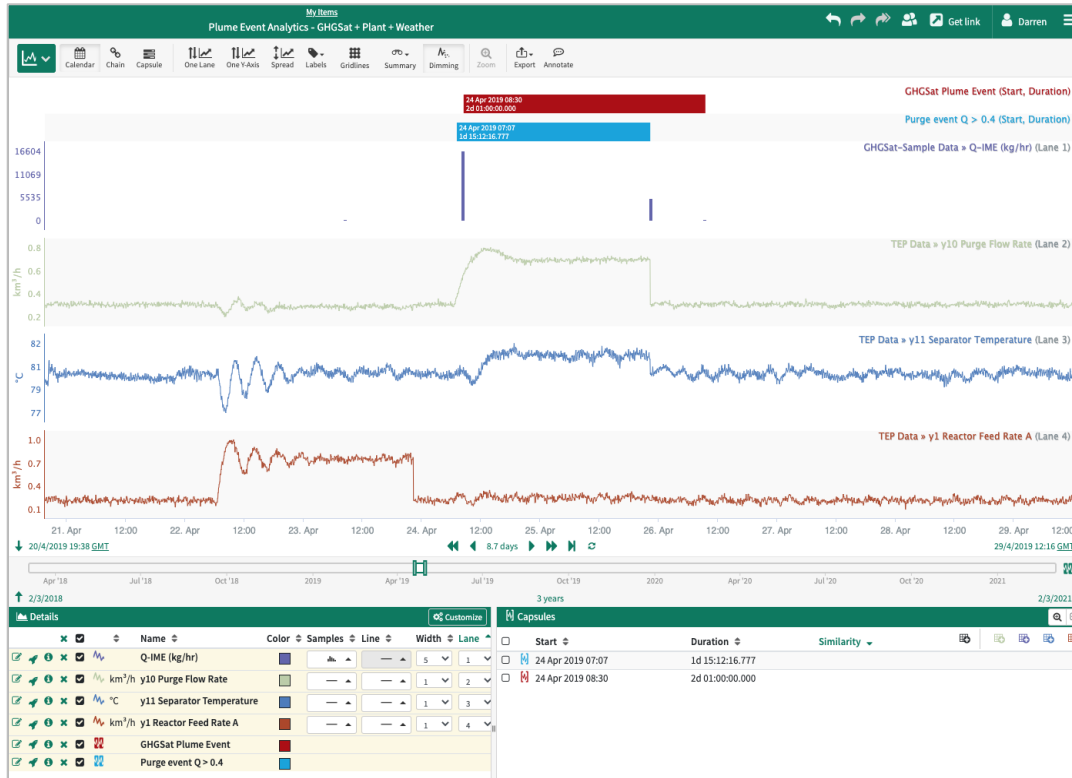 My Items
Plume Event Analytics - GHGSat + Plant + Weather
Get link
Darren
Calendar
Chain
Capsule
One Lane
One Y-Axis
Spread
Labels
Gridlines
Summary
Dimming
Zoom
Export
Annotate
24 Apr 2019 08:30
2d 01:00:00.000
GHGSat Plume Event (Start, Duration)
24 Apr 2019 07:07
1d 15:12:16.777
Purge event Q > 0.4 (Start, Duration)
GHGSat-Sample Data » Q-IME (kg/hr) (Lane 1)
16604
11069
5535
0
TEP Data » y10 Purge Flow Rate (Lane 2)
km³/h
0.8
0.6
0.4
0.2
TEP Data » y11 Separator Temperature (Lane 3)
°C
82
81
79
77
TEP Data » y1 Reactor Feed Rate A (Lane 4)
km³/h
1.0
0.7
0.4
0.1
21. Apr 12:00 22. Apr 12:00 23. Apr 12:00 24. Apr 12:00 25. Apr 12:00 26. Apr 12:00 27. Apr 12:00 28. Apr 12:00 29. Apr 12:00
20/4/2019 19:38 GMT
8.7 days
29/4/2019 12:16 GMT
Apr '18 Jul '18 Oct '18 2019 Apr '19 Jul '19 Oct '19 2020 Apr '20 Jul '20 Oct '20 2021
2/3/2018
3 years
2/3/2021
Details
Customize
Name Color Samples Line Width Lane
Q-IME (kg/hr) 5 1
km³/h y10 Purge Flow Rate 1 2
°C y11 Separator Temperature 1 3
km³/h y1 Reactor Feed Rate A 1 4
GHGSat Plume Event
Purge event Q > 0.4
Capsules
Start Duration Similarity
24 Apr 2019 07:07 1d 15:12:16.777
24 Apr 2019 08:30 2d 01:00:00.000